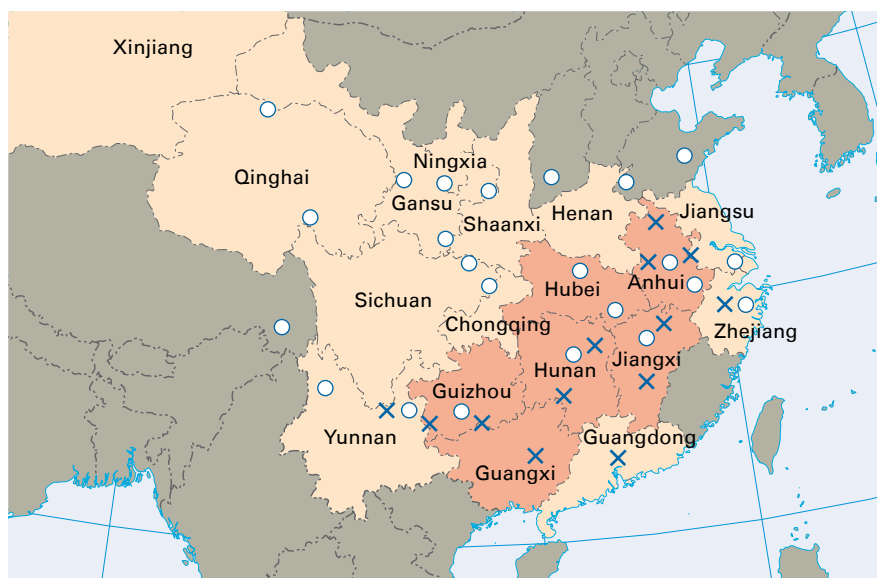 Xinjiang
Ningxia
Qinghai
Gansu
Shaanxi
Henan
Jiangsu
Hubei
Anhui
Sichuan
Chongqing
Zhejiang
Hunan
Jiangxi
Guizhou
Yunnan
Guangdong
Guangxi